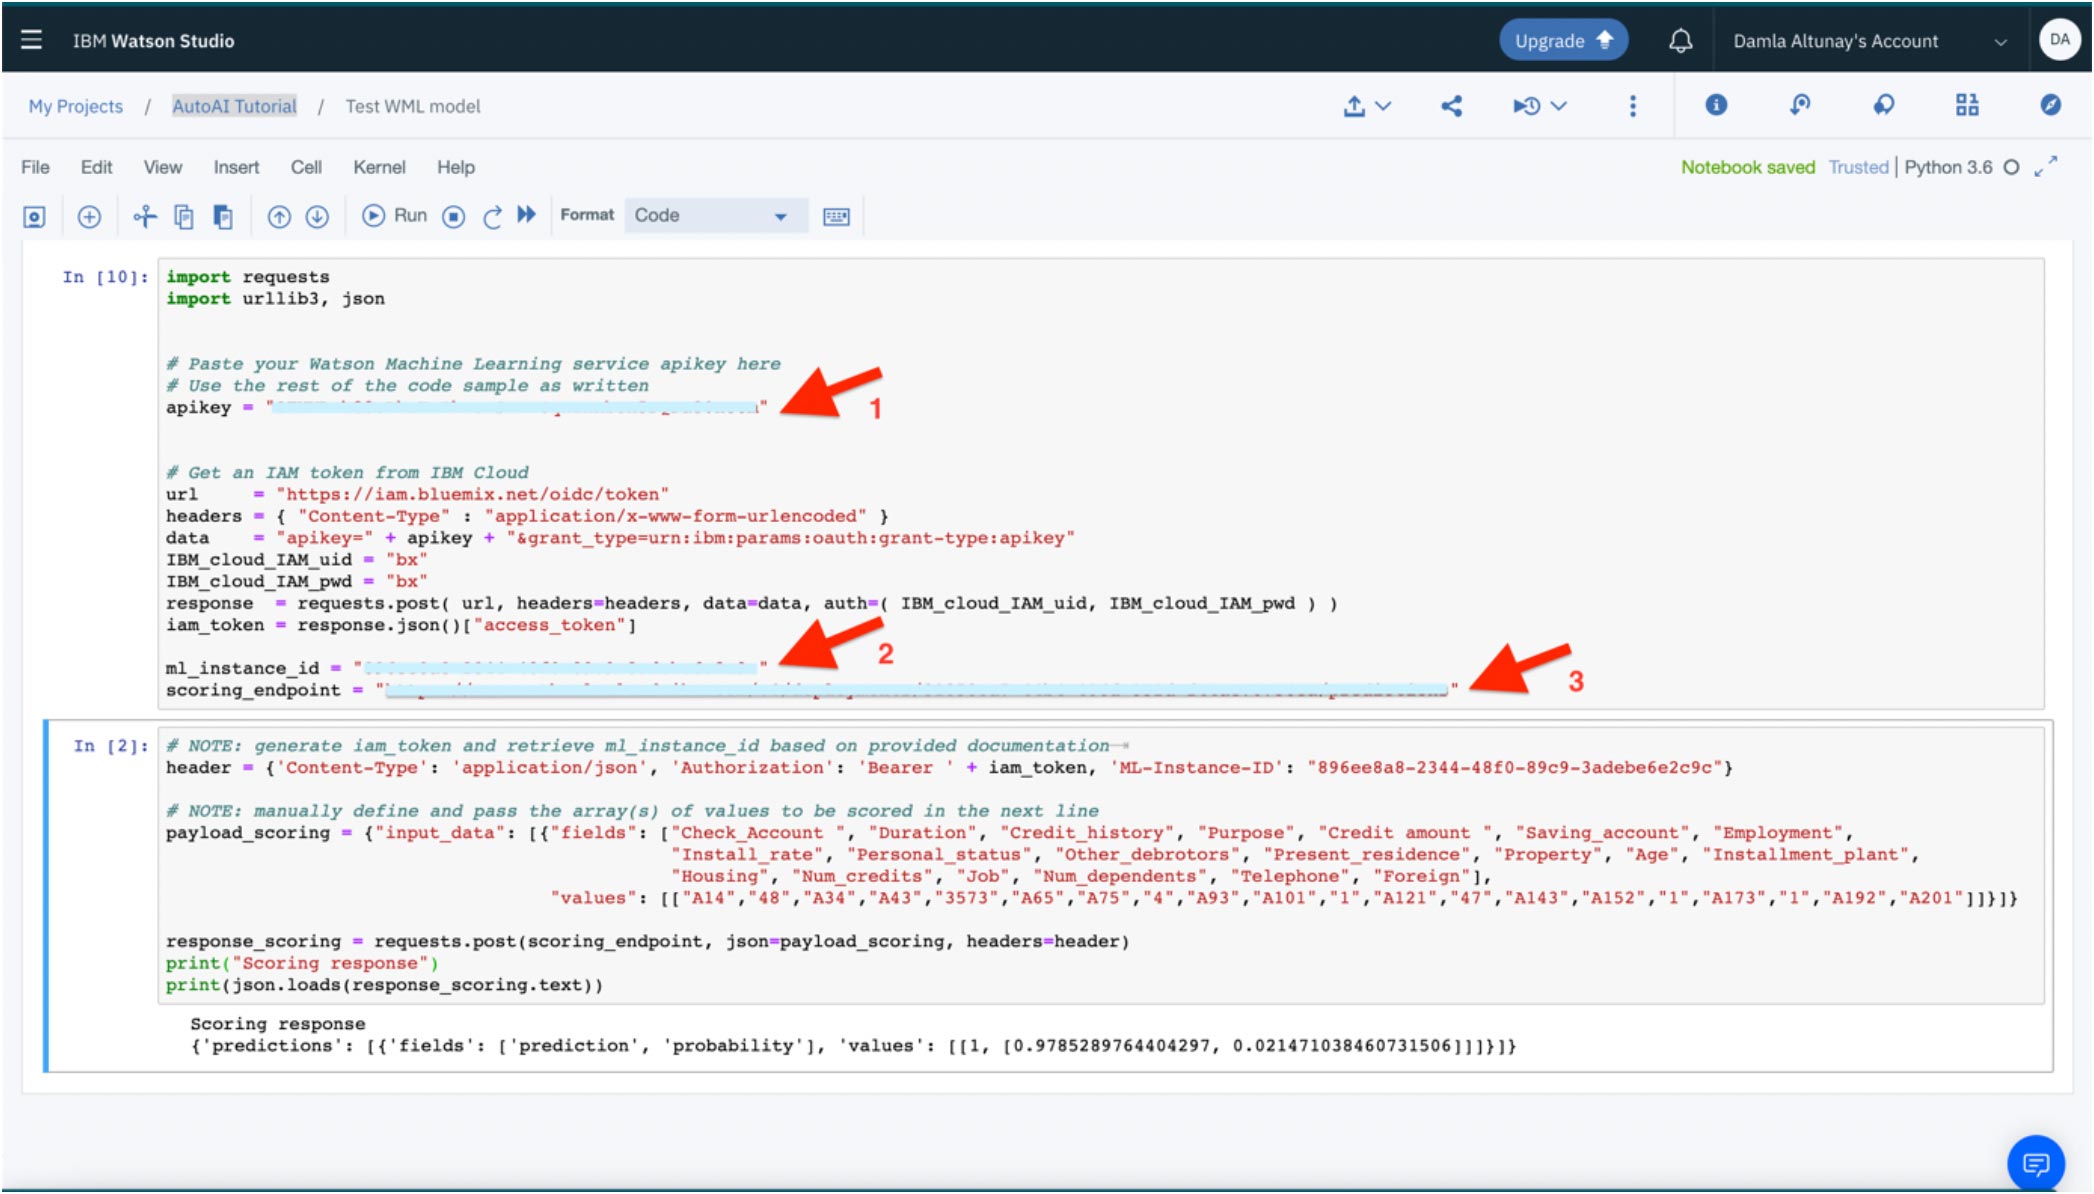 IBM Watson Studio
Upgrade
Damla Altunay's Account
DA
My Projects / AutoAI Tutorial / Test WML model
File Edit View Insert Cell Kernel Help
Notebook saved Trusted | Python 3.6
Run
Format Code
In [10]: import requests
import urllib3, json
# Paste your Watson Machine Learning service apikey here
# Use the rest of the code sample as written
apikey = " "
1
# Get an IAM token from IBM Cloud
url = "https://iam.bluemix.net/oidc/token"
headers = { "Content-Type" : "application/x-www-form-urlencoded" }
data = "apikey=" + apikey + "&grant_type=urn:ibm:params:oauth:grant-type:apikey"
IBM_cloud_IAM_uid = "bx"
IBM_cloud_IAM_pwd = "bx"
response = requests.post( url, headers=headers, data=data, auth=( IBM_cloud_IAM_uid, IBM_cloud_IAM_pwd ) )
iam_token = response.json()["access_token"]
ml_instance_id = " "
2
scoring_endpoint = " "
3
In [2]: # NOTE: generate iam_token and retrieve ml_instance_id based on provided documentation
header = {'Content-Type': 'application/json', 'Authorization': 'Bearer ' + iam_token, 'ML-Instance-ID': "896ee8a8-2344-48f0-89c9-3adebe6e2c9c"}
# NOTE: manually define and pass the array(s) of values to be scored in the next line
payload_scoring = {"input_data": [{"fields": ["Check_Account ", "Duration", "Credit_history", "Purpose", "Credit amount ", "Saving_account", "Employment",
"Install_rate", "Personal_status", "Other_debrotors", "Present_residence", "Property", "Age", "Installment_plant",
"Housing", "Num_credits", "Job", "Num_dependents", "Telephone", "Foreign"],
"values": [["A14","48","A34","A43","3573","A65","A75","4","A93","A101","1","A121","47","A143","A152","1","A173","1","A192","A201"]]}]}
response_scoring = requests.post(scoring_endpoint, json=payload_scoring, headers=header)
print("Scoring response")
print(json.loads(response_scoring.text))
Scoring response
{'predictions': [{'fields': ['prediction', 'probability'], 'values': [[1, [0.9785289764404297, 0.021471038460731506]]]}]}